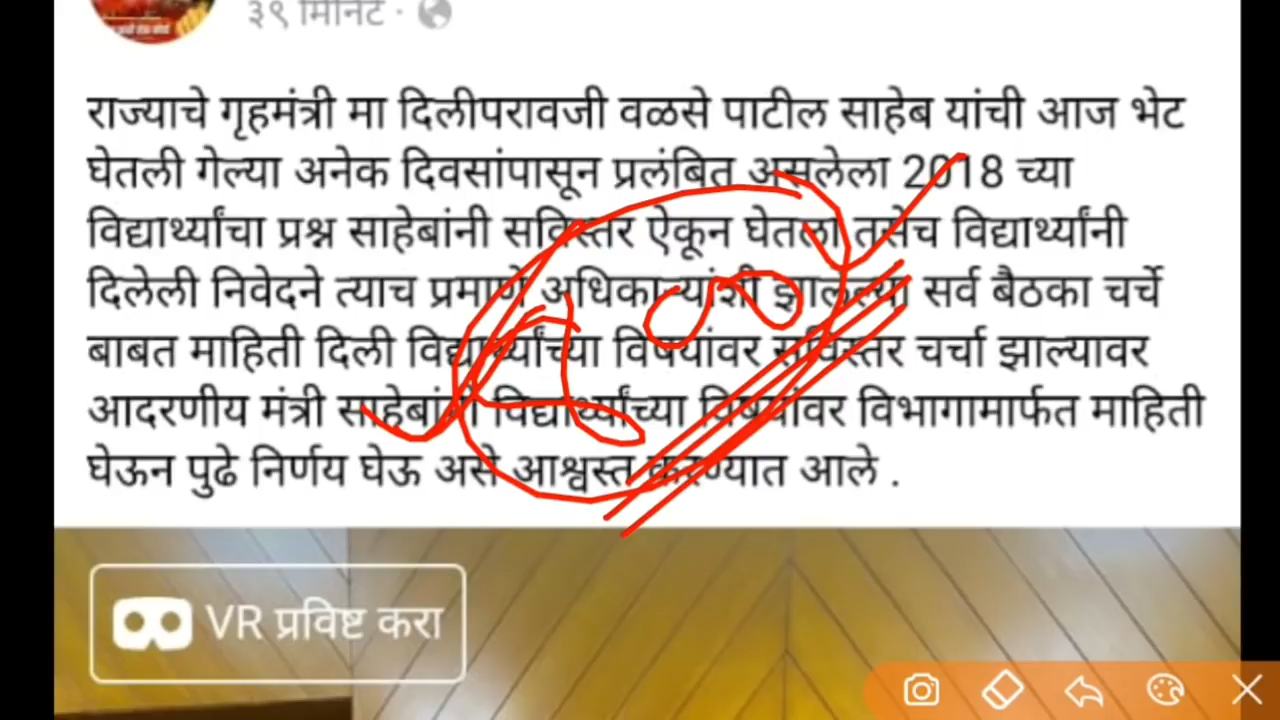 ३९ मिनिट ·
राज्याचे गृहमंत्री मा दिलीपरावजी वळसे पाटील साहेब यांची आज भेट
घेतली गेल्या अनेक दिवसांपासून प्रलंबित असलेला 2018 च्या
विद्यार्थ्यांचा प्रश्न साहेबांनी सविस्तर ऐकून घेतला तसेच विद्यार्थ्यांनी
दिलेली निवेदने त्याच प्रमाणे अधिकाऱ्यांशी झालेल्या सर्व बैठका चर्चे
बाबत माहिती दिली विद्यार्थ्यांच्या विषयांवर सविस्तर चर्चा झाल्यावर
आदरणीय मंत्री साहेबांनी विद्यार्थ्यांच्या विषयांवर विभागामार्फत माहिती
घेऊन पुढे निर्णय घेऊ असे आश्वस्त करण्यात आले .
VR प्रविष्ट करा